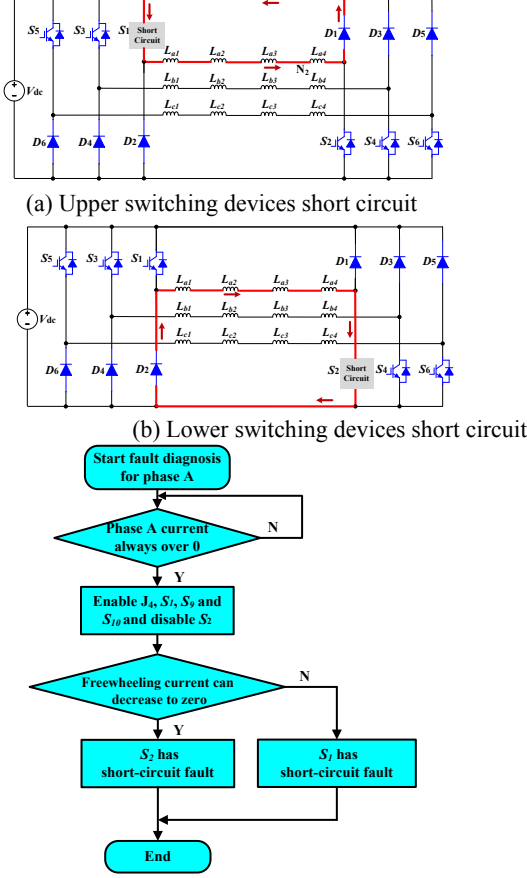 S5 S3 S1 Short Circuit La1 La2 La3 La4 D1 D3 D5
N2
Lb1 Lb2 Lb3 Lb4
Vdc
Lc1 Lc2 Lc3 Lc4
D6 D4 D2 S2 S4 S6
(a) Upper switching devices short circuit
S5 S3 S1 D1 D3 D5
La1 La2 La3 La4
Lb1 Lb2 Lb3 Lb4
Vdc
Lc1 Lc2 Lc3 Lc4
D6 D4 D2 S2 Short Circuit S4 S6
(b) Lower switching devices short circuit
Start fault diagnosis
for phase A
Phase A current
always over 0
N
Y
Enable J4, S1, S9 and
S10 and disable S2
Freewheeling current can
decrease to zero
N
Y
S2 has
short-circuit fault
S1 has
short-circuit fault
End